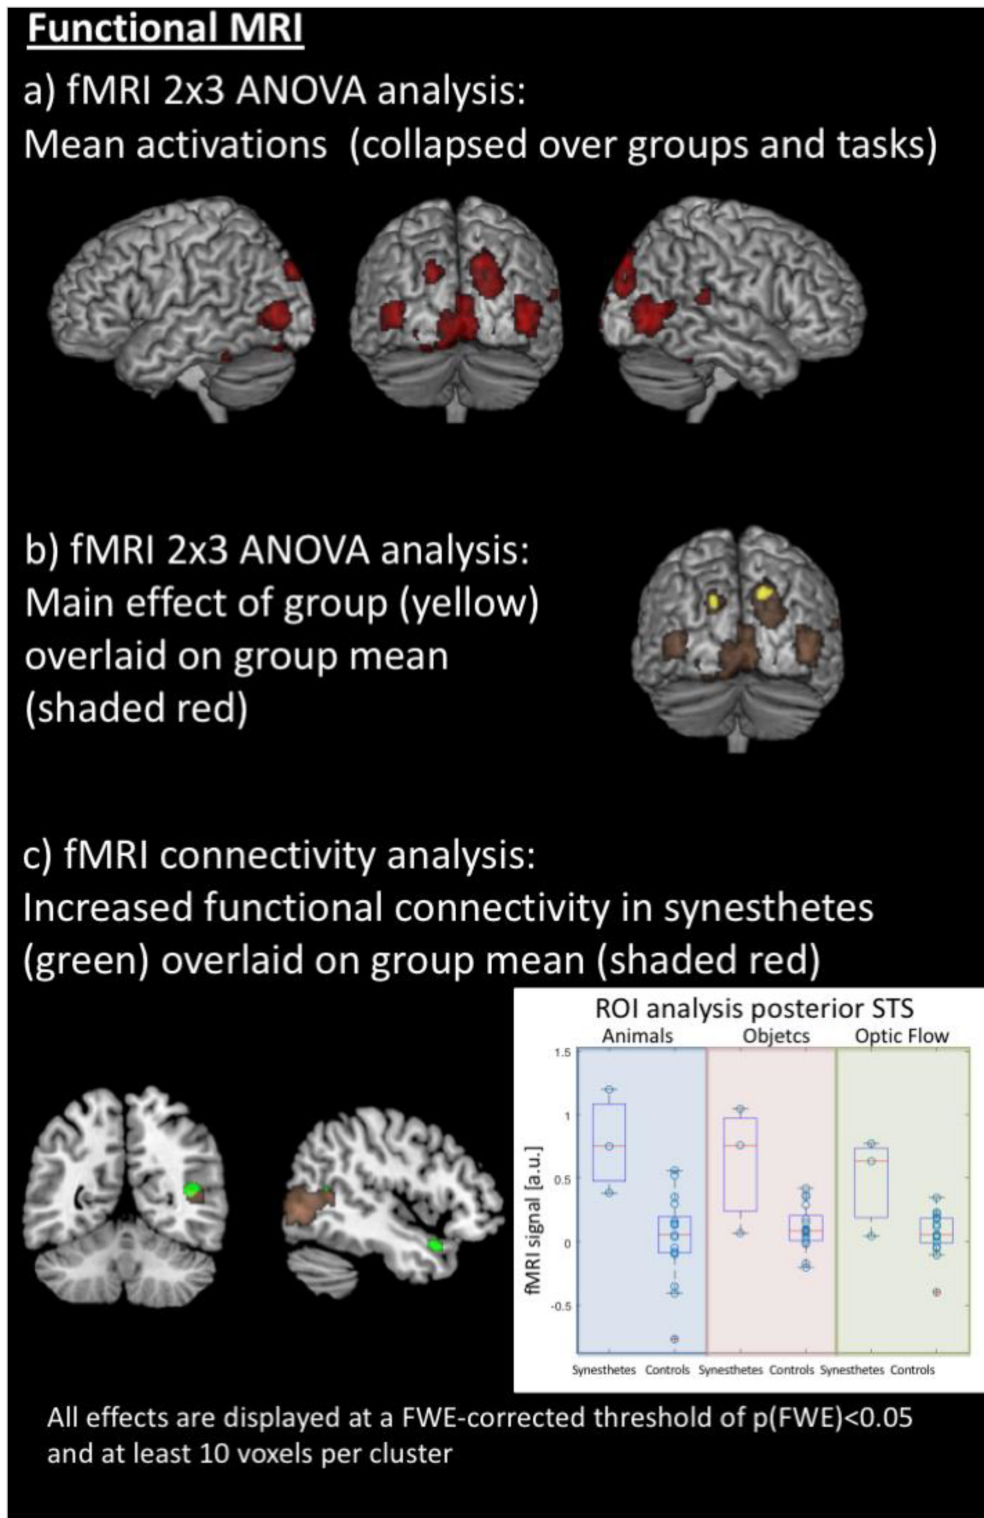 Functional MRI
a) fMRI 2x3 ANOVA analysis:
Mean activations (collapsed over groups and tasks)
b) fMRI 2x3 ANOVA analysis:
Main effect of group (yellow)
overlaid on group mean
(shaded red)
c) fMRI connectivity analysis:
Increased functional connectivity in synesthetes
(green) overlaid on group mean (shaded red)
ROI analysis posterior STS
Animals Objetcs Optic Flow
fMRI signal [a.u.]
1.5
1
0.5
0
-0.5
Synesthetes Controls Synesthetes Controls Synesthetes Controls
All effects are displayed at a FWE-corrected threshold of p(FWE)<0.05
and at least 10 voxels per cluster